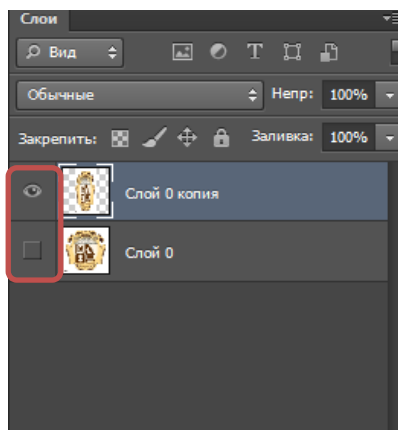 Слои
Вид
Обычные Непр: 100%
Закрепить: Заливка: 100%
Слой 0 копия
Слой 0